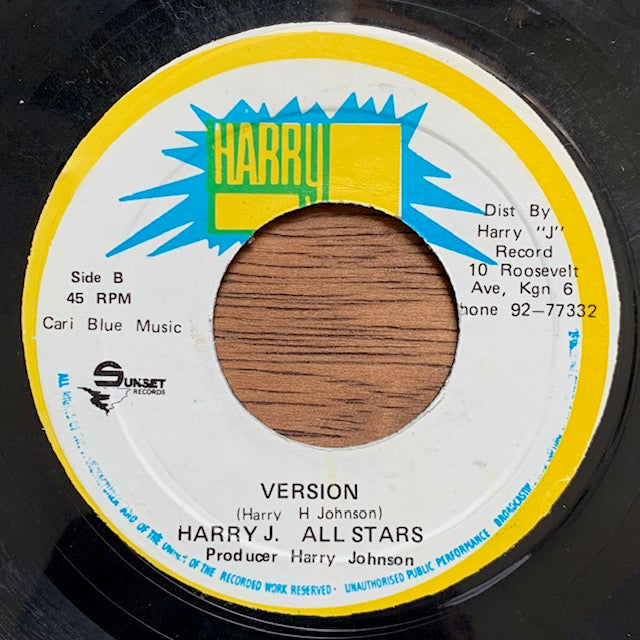 HARRY
Dist By
Harry "J"
Record
10 Roosevelt
Ave, Kgn 6
hone 92-77332
Side B
45 RPM
Cari Blue Music
SUNSET
RECORDS
VERSION
(Harry H Johnson)
HARRY J. ALL STARS
Producer Harry Johnson
ALL AND OF THE OWNER OF THE RECORDED WORK RESERVED · UNAUTHORISED PUBLIC PERFORMANCE